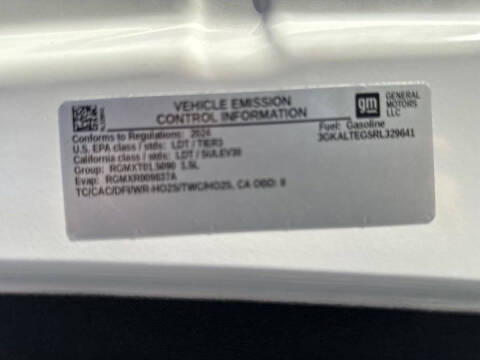 VEHICLE EMISSION
CONTROL INFORMATION
gm
GENERAL
MOTORS
LLC
Conforms to Regulations: 2024
Fuel: Gasoline
U.S. EPA class / stds: LDT / TIER3
3GKALTEG5RL329641
California class / stds: LDT / SULEV30
Group: RGMXT01.5090 1.5L
Evap:
TC/CAC/DFI/WR-HO2S/TWC/HO2S, CA OBD: II